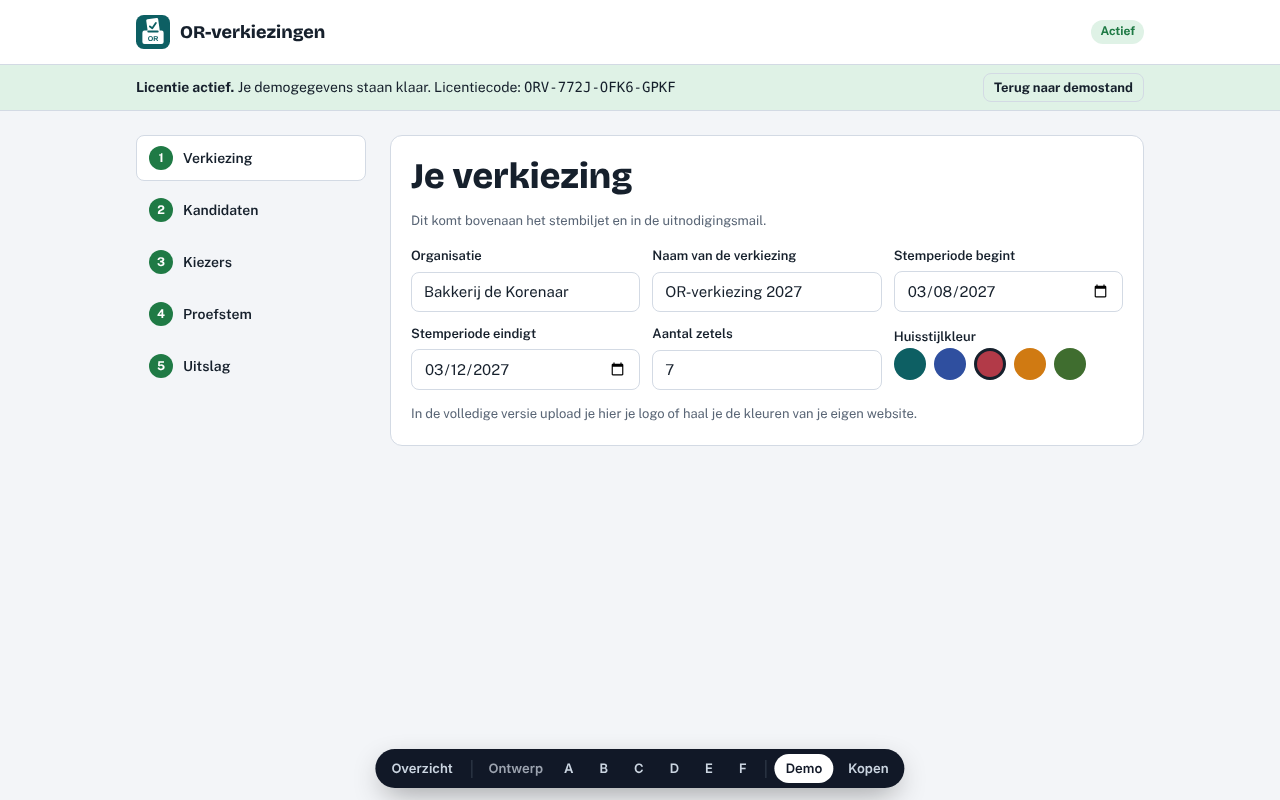 OR
OR-verkiezingen
Actief
Licentie actief. Je demogegevens staan klaar. Licentiecode: ORV-772J-OFK6-GPKF
Terug naar demostand
1 Verkiezing
2 Kandidaten
3 Kiezers
4 Proefstem
5 Uitslag
Je verkiezing
Dit komt bovenaan het stembiljet en in de uitnodigingsmail.
Organisatie
Naam van de verkiezing
Stemperiode begint
Bakkerij de Korenaar
OR-verkiezing 2027
03/08/2027
Stemperiode eindigt
Aantal zetels
Huisstijlkleur
03/12/2027
7
In de volledige versie upload je hier je logo of haal je de kleuren van je eigen website.
Overzicht Ontwerp A B C D E F Demo Kopen